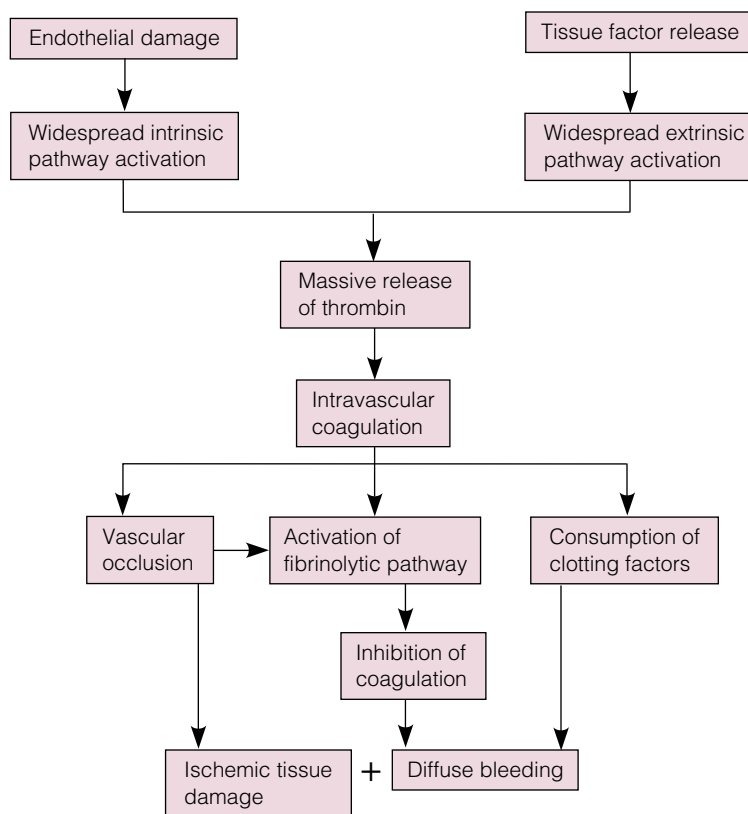 Endothelial damage
Tissue factor release
Widespread intrinsic
pathway activation
Widespread extrinsic
pathway activation
Massive release
of thrombin
Intravascular
coagulation
Vascular
occlusion
Activation of
fibrinolytic pathway
Consumption of
clotting factors
Inhibition of
coagulation
Ischemic tissue
damage
+
Diffuse bleeding